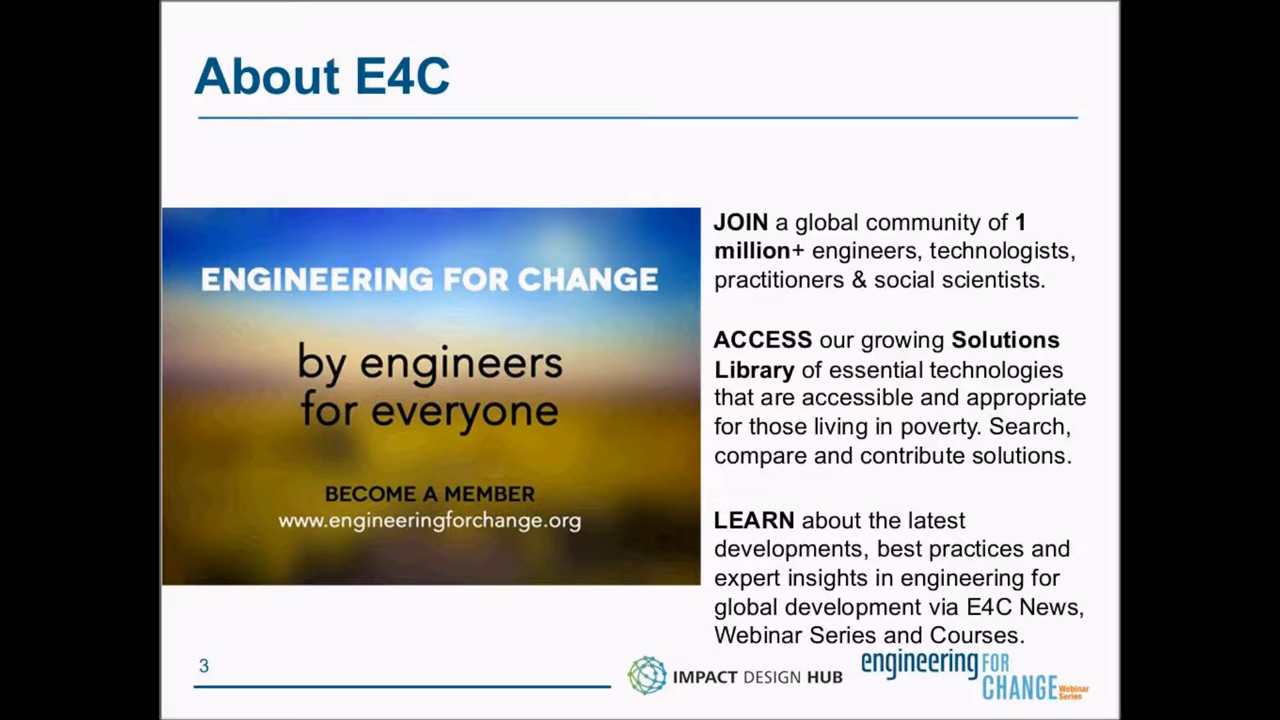 About E4C
ENGINEERING FOR CHANGE
by engineers
for everyone
BECOME A MEMBER
www.engineeringforchange.org
JOIN a global community of 1
million+ engineers, technologists,
practitioners & social scientists.
ACCESS our growing Solutions
Library of essential technologies
that are accessible and appropriate
for those living in poverty. Search,
compare and contribute solutions.
LEARN about the latest
developments, best practices and
expert insights in engineering for
global development via E4C News,
Webinar Series and Courses.
3
IMPACT DESIGN HUB
engineering FOR
CHANGE Webinar
Series